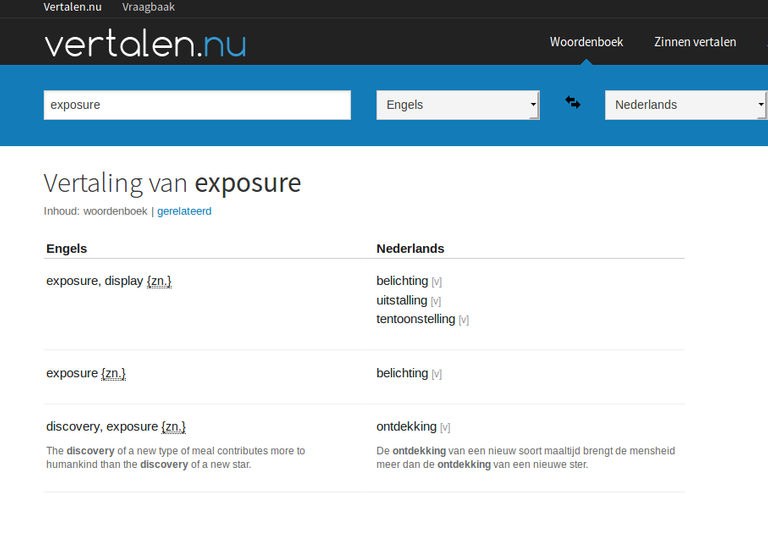 Vertalen.nu Vraagbaak
vertalen.nu Woordenboek Zinnen vertalen
exposure Engels Nederlands
Vertaling van exposure
Inhoud: woordenboek | gerelateerd
Engels Nederlands
exposure, display {zn.} belichting [v]
uitstalling [v]
tentoonstelling [v]
exposure {zn.} belichting [v]
discovery, exposure {zn.} ontdekking [v]
The discovery of a new type of meal contributes more to De ontdekking van een nieuw soort maaltijd brengt de mensheid
humankind than the discovery of a new star. meer dan de ontdekking van een nieuwe ster.